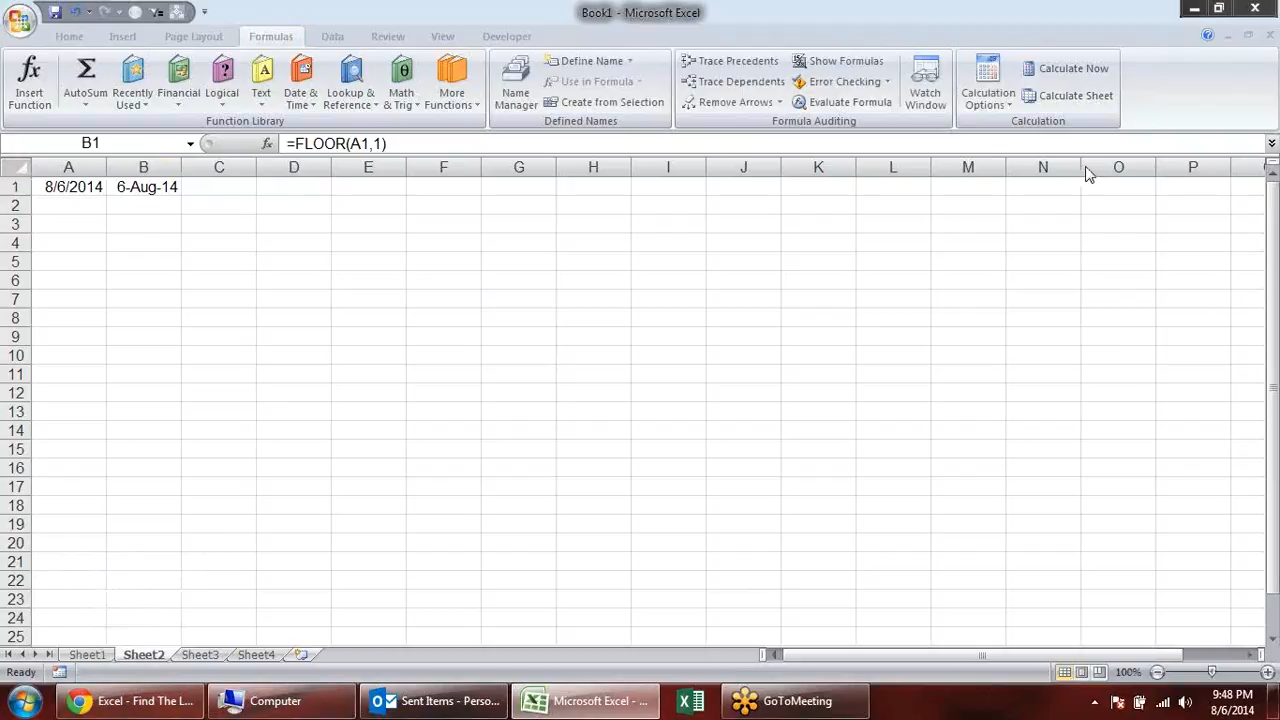 Book1 - Microsoft Excel
Home Insert Page Layout Formulas Data Review View Developer
Insert Function
AutoSum
Recently Used
Financial
Logical
Text
Date & Time
Lookup & Reference
Math & Trig
More Functions
Function Library
Name Manager
Define Name
Use in Formula
Create from Selection
Defined Names
Trace Precedents
Trace Dependents
Remove Arrows
Show Formulas
Error Checking
Evaluate Formula
Formula Auditing
Watch Window
Calculation Options
Calculate Now
Calculate Sheet
Calculation
B1 fx =FLOOR(A1,1)
A B C D E F G H I J K L M N O P
1 8/6/2014 6-Aug-14
2
3
4
5
6
7
8
9
10
11
12
13
14
15
16
17
18
19
20
21
22
23
24
25
Sheet1 Sheet2 Sheet3 Sheet4
Ready 100%
Excel - Find The L... Computer Sent Items - Perso... Microsoft Excel - ... GoToMeeting
9:48 PM
8/6/2014